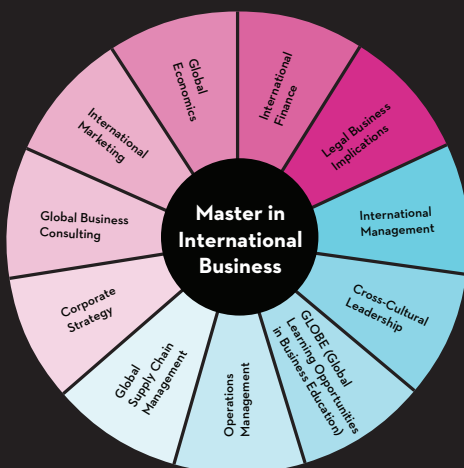 Master in
International
Business
International
Finance
Legal Business
Implications
International
Management
Cross-Cultural
Leadership
GLOBE (Global
Learning Opportunities
in Business Education)
Operations
Management
Global
Supply Chain
Management
Corporate
Strategy
Global Business
Consulting
International
Marketing
Global
Economics